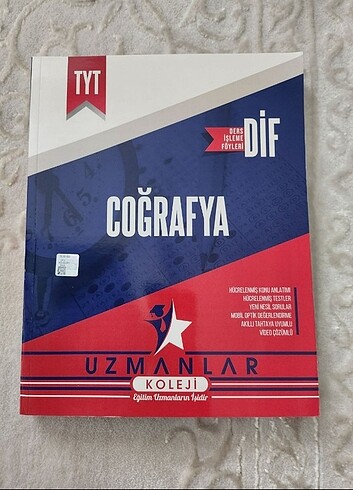 TYT
DERS
İŞLEME
FÖYLERİ
DİF
COĞRAFYA
HÜCRELENMİŞ KONU ANLATIMI
HÜCRELENMİŞ TESTLER
YENİ NESİL SORULAR
MOBİL OPTİK DEĞERLENDİRME
AKILLI TAHTAYA UYUMLU
VİDEO ÇÖZÜMLÜ
UZMANLAR
KOLEJİ
Eğitim Uzmanların İşidir